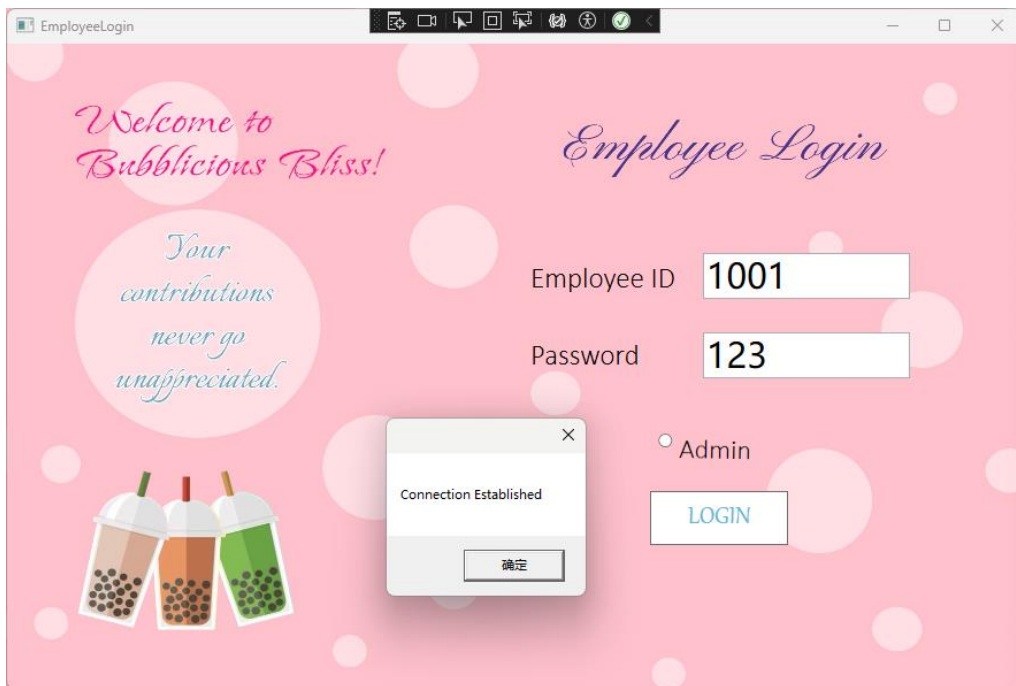 EmployeeLogin
Welcome to
Bubblicious Bliss!
Your
contributions
never go
unappreciated.
Employee Login
Employee ID
1001
Password
123
Admin
LOGIN
Connection Established
确定